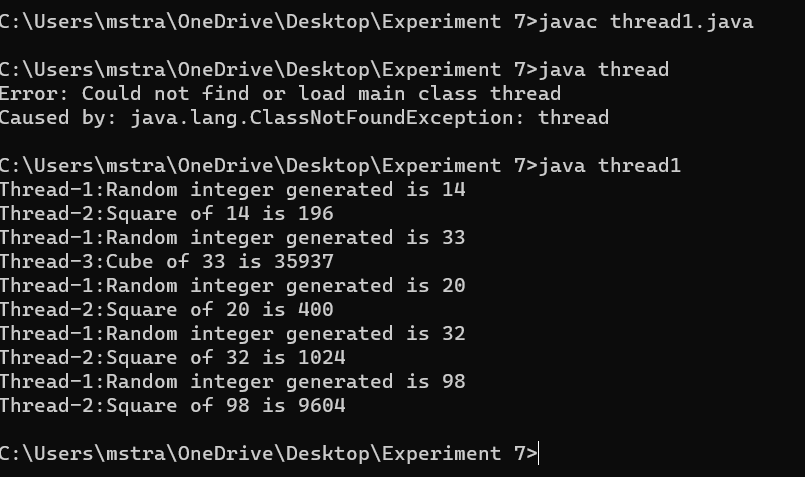 C:\Users\mstra\OneDrive\Desktop\Experiment 7>javac thread1.java
C:\Users\mstra\OneDrive\Desktop\Experiment 7>java thread
Error: Could not find or load main class thread
Caused by: java.lang.ClassNotFoundException: thread
C:\Users\mstra\OneDrive\Desktop\Experiment 7>java thread1
Thread-1:Random integer generated is 14
Thread-2:Square of 14 is 196
Thread-1:Random integer generated is 33
Thread-3:Cube of 33 is 35937
Thread-1:Random integer generated is 20
Thread-2:Square of 20 is 400
Thread-1:Random integer generated is 32
Thread-2:Square of 32 is 1024
Thread-1:Random integer generated is 98
Thread-2:Square of 98 is 9604
C:\Users\mstra\OneDrive\Desktop\Experiment 7>